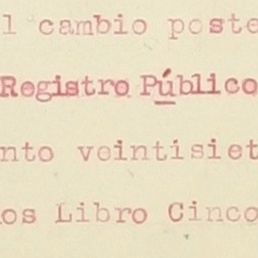 l cambio poste
Registro Público
nto veintisiet
os Libro Cinco